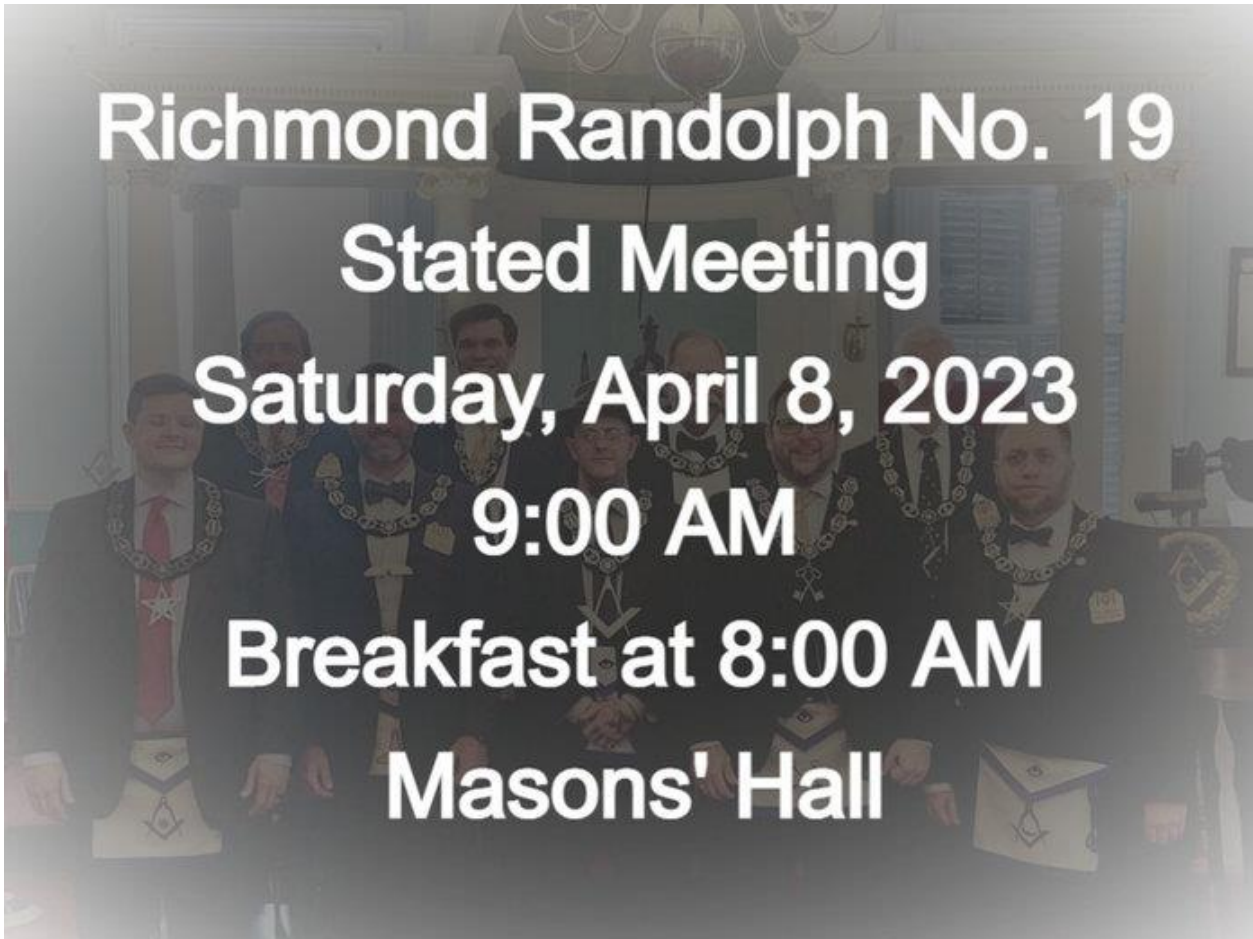 Richmond Randolph No. 19
Stated Meeting
Saturday, April 8, 2023
9:00 AM
Breakfast at 8:00 AM
Masons' Hall